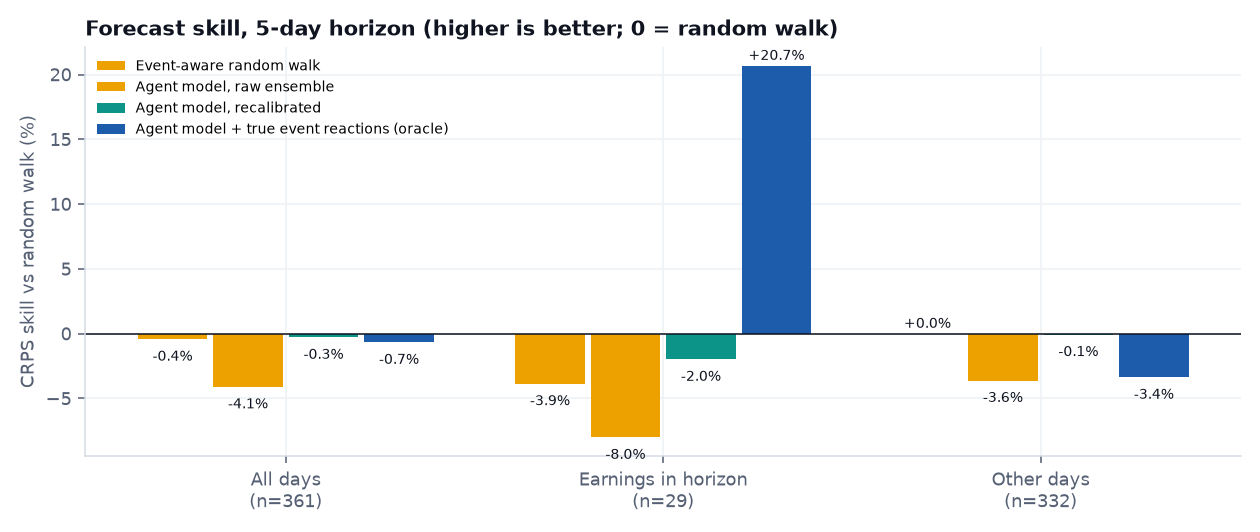 Forecast skill, 5-day horizon (higher is better; 0 = random walk)
Event-aware random walk
Agent model, raw ensemble
Agent model, recalibrated
Agent model + true event reactions (oracle)
CRPS skill vs random walk (%)
20
15
10
5
0
−5
-0.4%
-4.1%
-0.3%
-0.7%
-3.9%
-8.0%
-2.0%
+20.7%
+0.0%
-3.6%
-0.1%
-3.4%
All days
(n=361)
Earnings in horizon
(n=29)
Other days
(n=332)